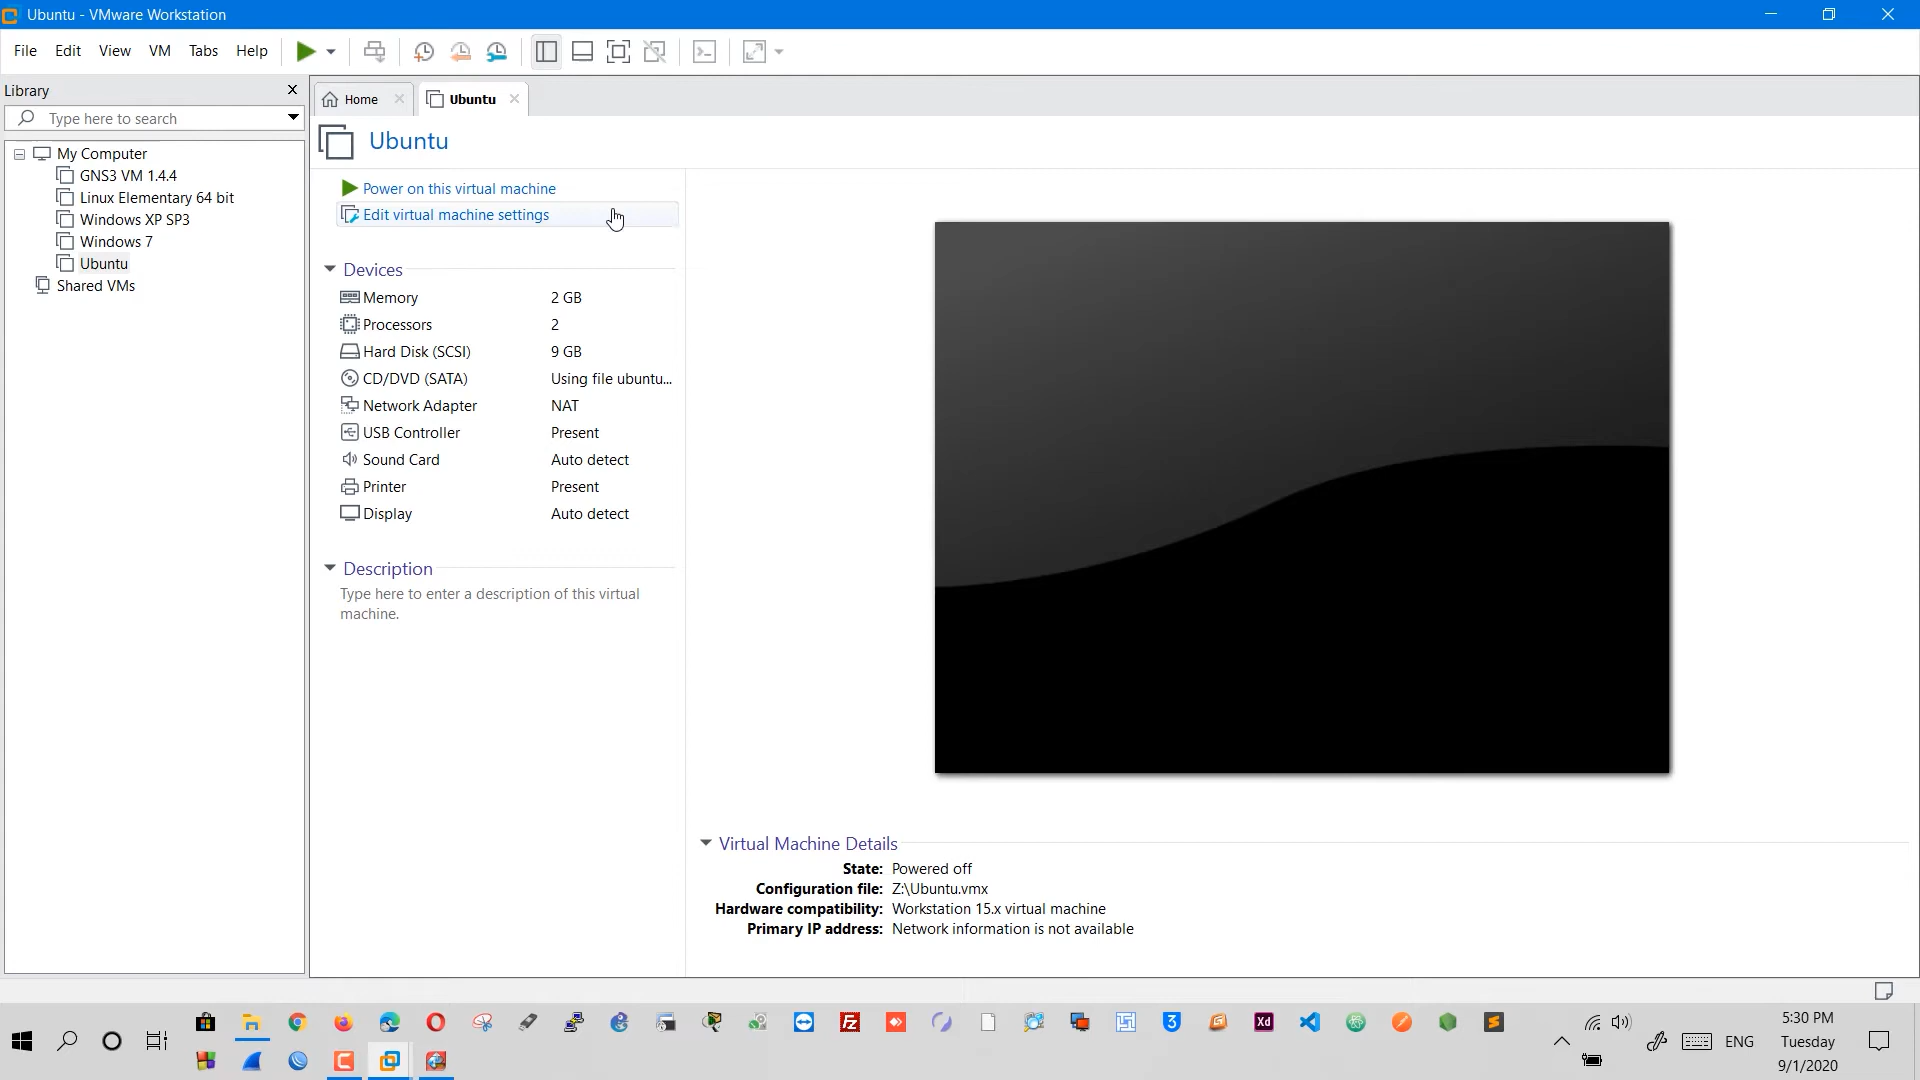 Ubuntu - VMware Workstation
File Edit View VM Tabs Help
Library
Type here to search
My Computer
GNS3 VM 1.4.4
Linux Elementary 64 bit
Windows XP SP3
Windows 7
Ubuntu
Shared VMs
Home
Ubuntu
Ubuntu
Power on this virtual machine
Edit virtual machine settings
Devices
Memory 2 GB
Processors 2
Hard Disk (SCSI) 9 GB
CD/DVD (SATA) Using file ubuntu...
Network Adapter NAT
USB Controller Present
Sound Card Auto detect
Printer Present
Display Auto detect
Description
Type here to enter a description of this virtual
machine.
Virtual Machine Details
State: Powered off
Configuration file: Z:\Ubuntu.vmx
Hardware compatibility: Workstation 15.x virtual machine
Primary IP address: Network information is not available
Fz
3
Xd
ENG
5:30 PM
Tuesday
9/1/2020